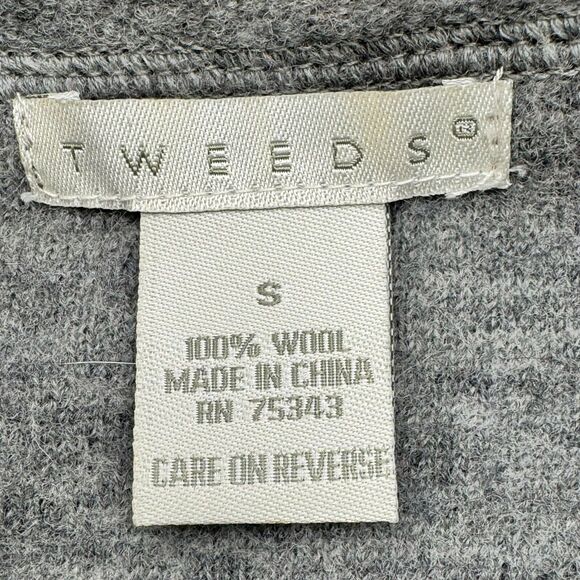 TWEEDS®
S
100% WOOL
MADE IN CHINA
RN 75343
CARE ON REVERSE